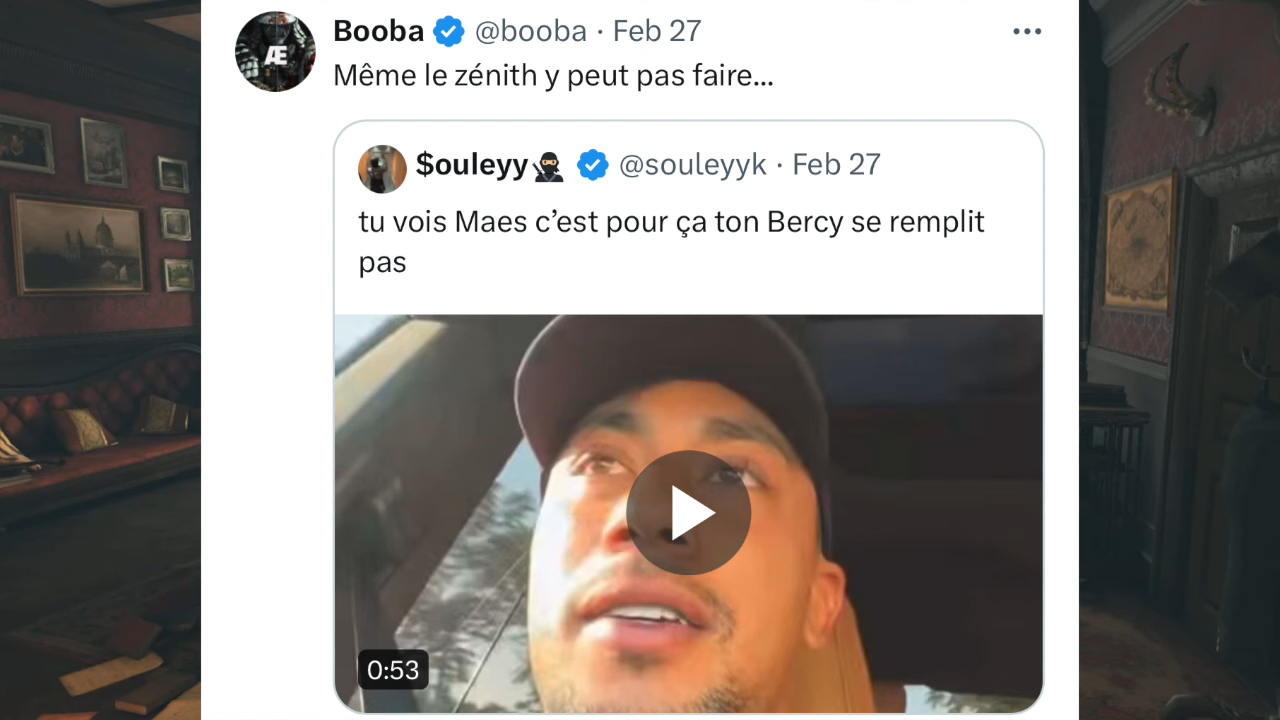 Booba @booba · Feb 27
Même le zénith y peut pas faire...
Æ
$ouleyy🥷 @souleyyk · Feb 27
tu vois Maes c’est pour ça ton Bercy se remplit
pas
0:53